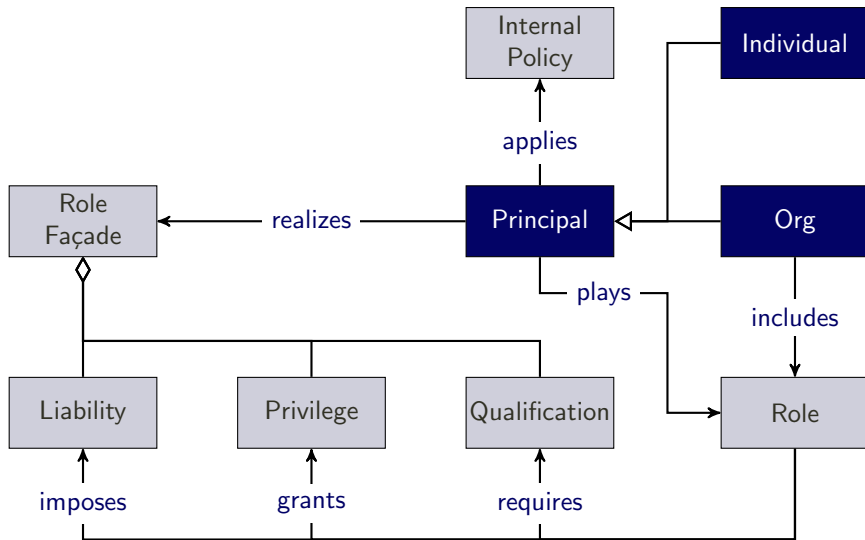 Internal
Policy
Individual
applies
Role
Façade
realizes
Principal
Org
plays
includes
Liability
Privilege
Qualification
Role
imposes
grants
requires